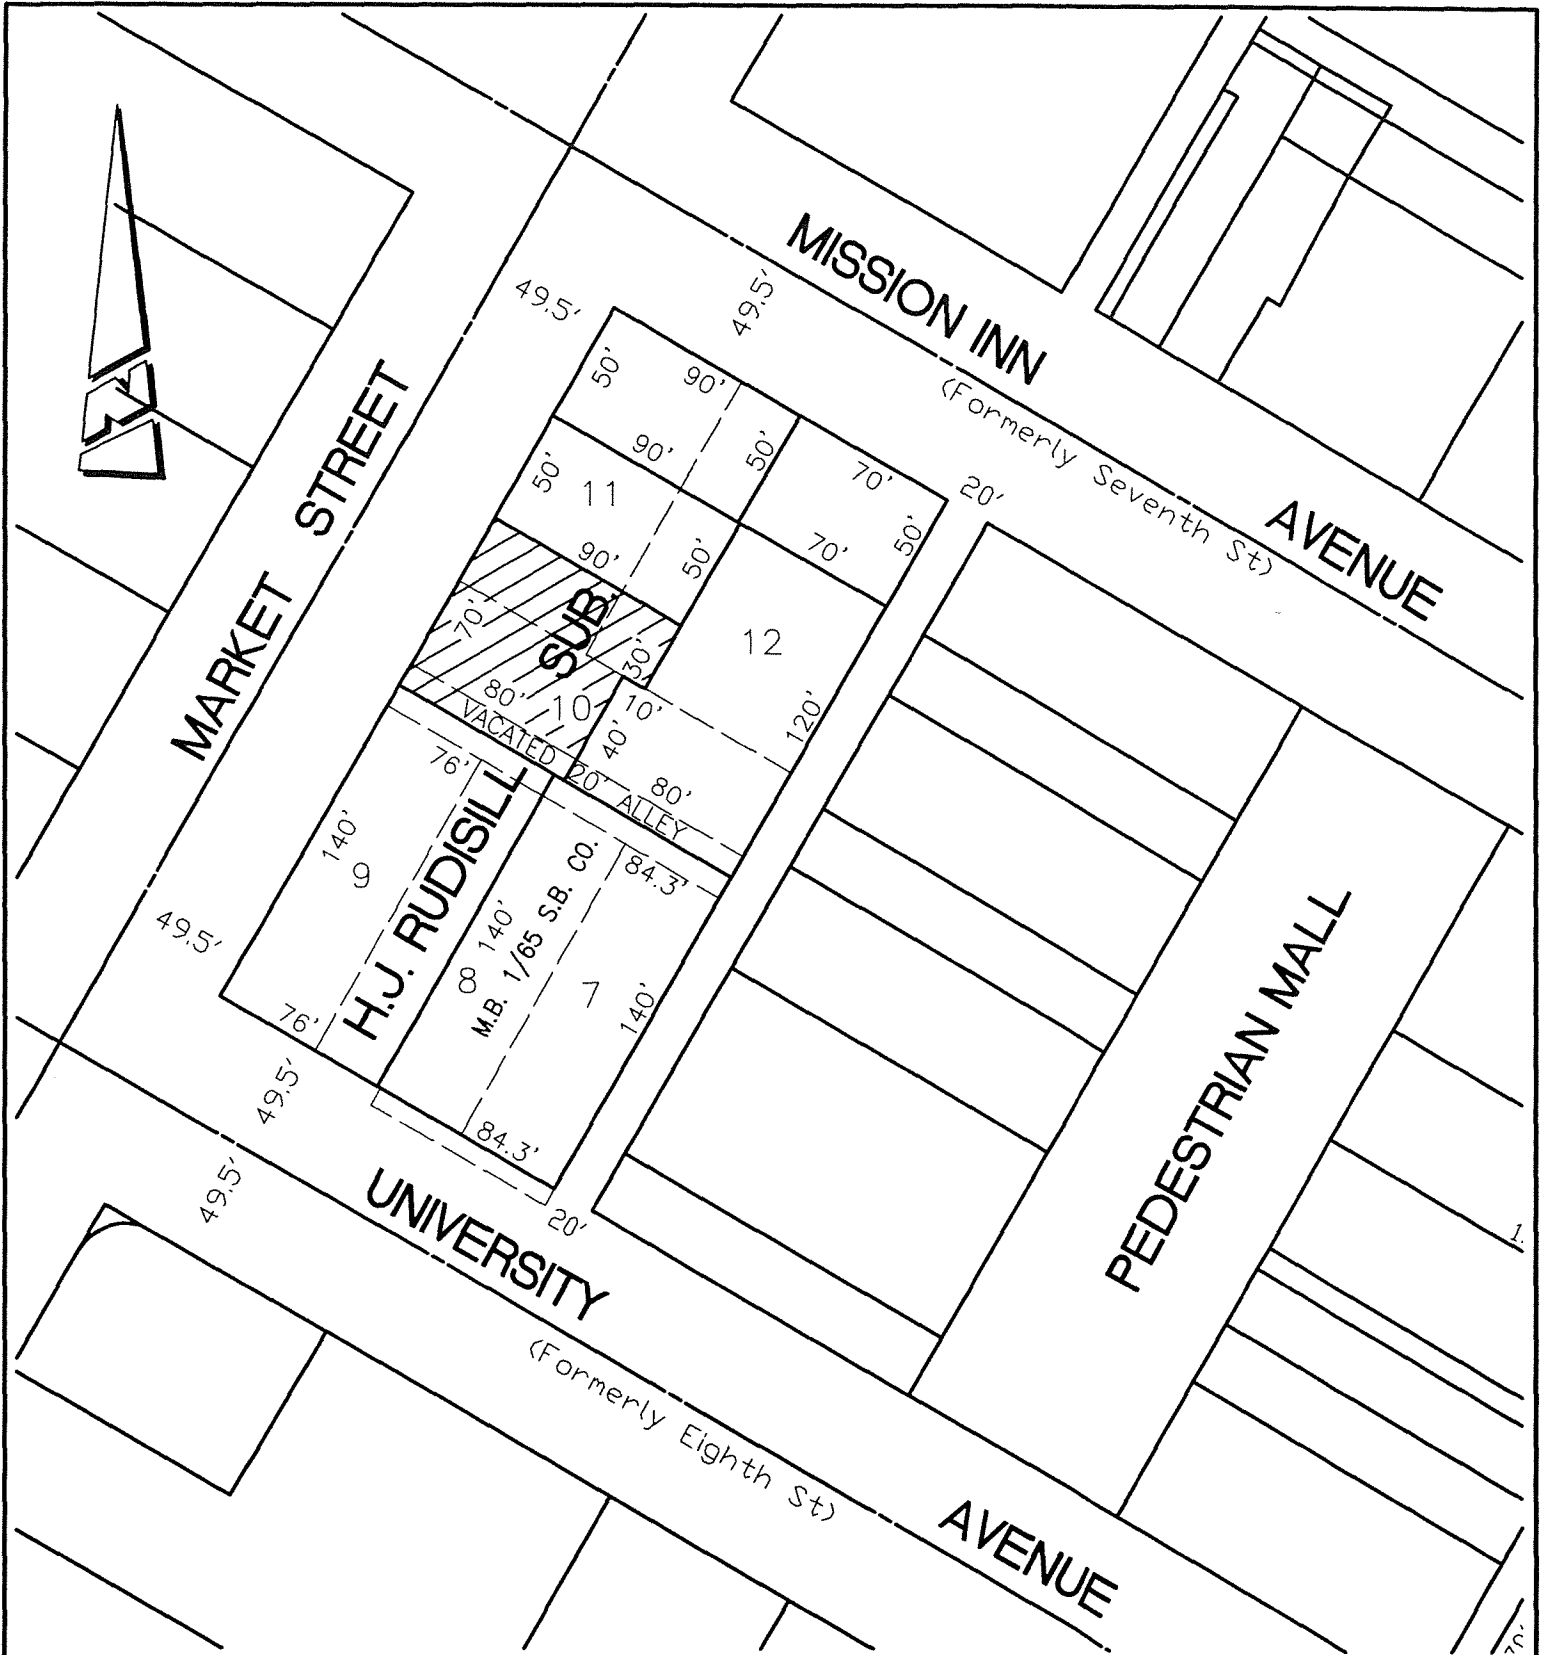 N
MISSION INN
AVENUE
(Formerly Seventh St)
49.5'
49.5'
MARKET STREET
50'
90'
50'
70'
20'
90'
50'
11
50'
70'
50'
90'
SUB.
12
70'
30'
80'
10
10'
40'
120'
80'
VACATED 20' ALLEY
76'
84.3'
140'
9
H.J. RUDISILL
8
140'
M.B. 1/65 S.B. CO.
7
140'
49.5'
76'
49.5'
84.3'
20'
49.5'
UNIVERSITY
AVENUE
(Formerly Eighth St)
PEDESTRIAN MALL